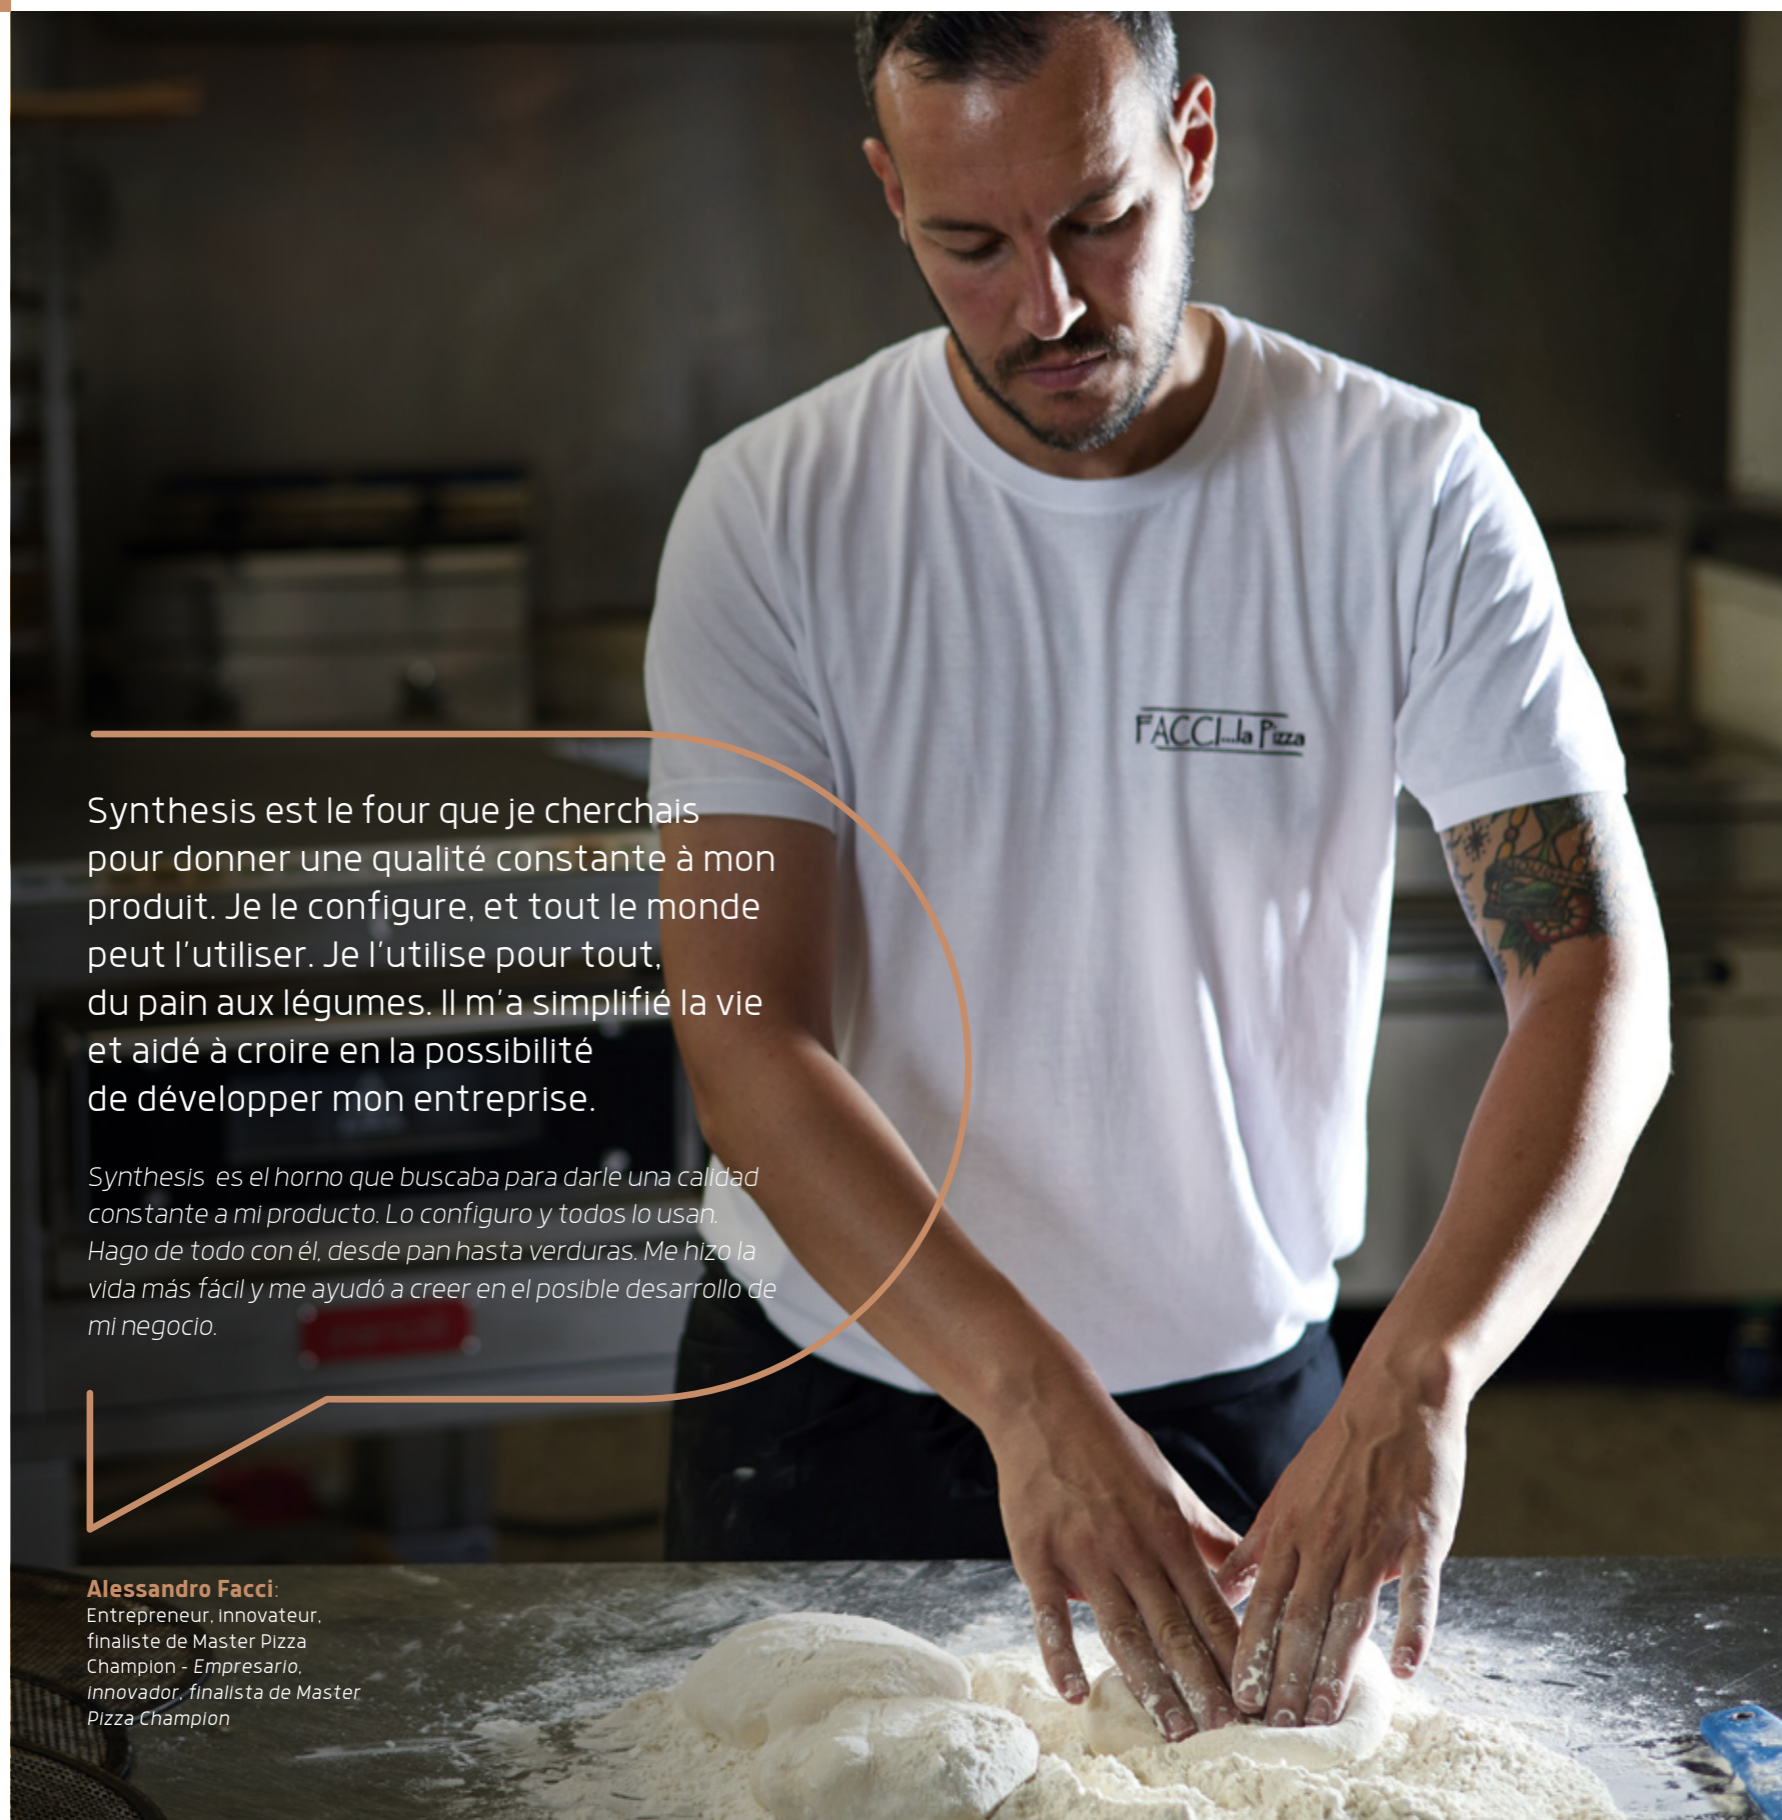 FACCI...la Pizza
Synthesis est le four que je cherchais
pour donner une qualité constante à mon
produit. Je le configure, et tout le monde
peut l’utiliser. Je l’utilise pour tout,
du pain aux légumes. Il m’a simplifié la vie
et aidé à croire en la possibilité
de développer mon entreprise.
Synthesis es el horno que buscaba para darle una calidad
constante a mi producto. Lo configuro y todos lo usan.
Hago de todo con él, desde pan hasta verduras. Me hizo la
vida más fácil y me ayudó a creer en el posible desarrollo de
mi negocio.
Alessandro Facci:
Entrepreneur, innovateur,
finaliste de Master Pizza
Champion - Empresario,
innovador, finalista de Master
Pizza Champion